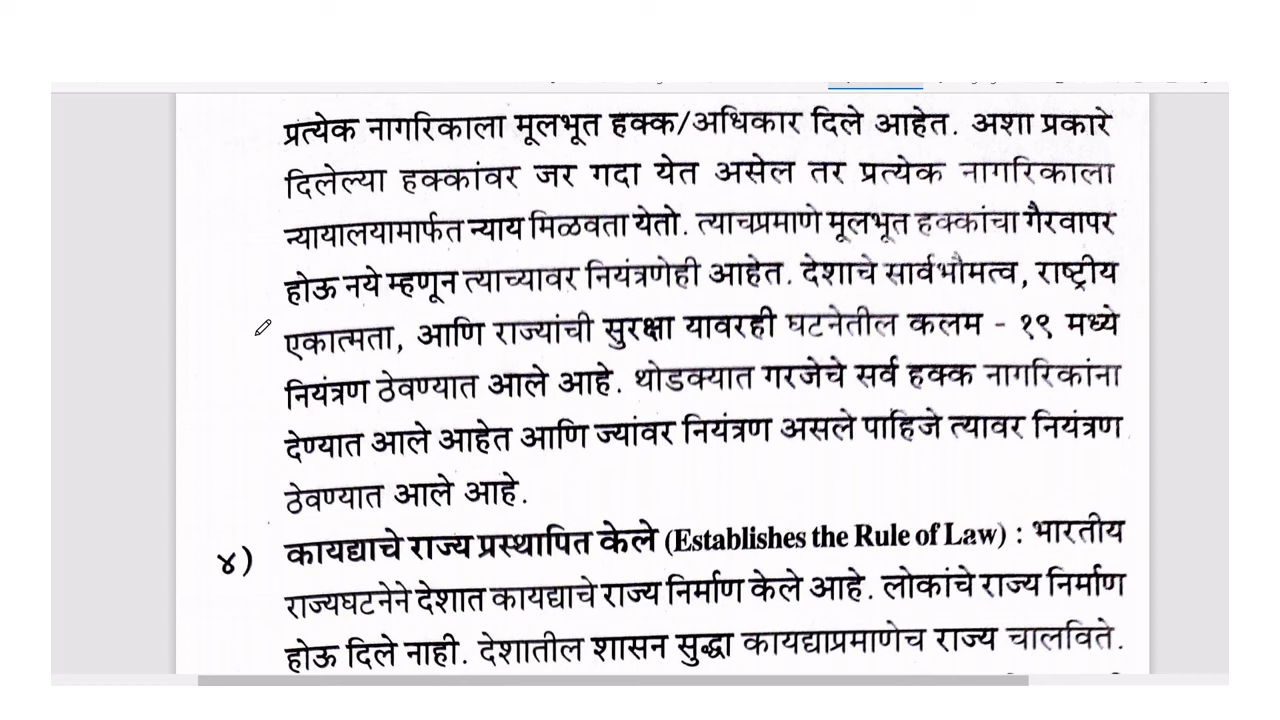 प्रत्येक नागरिकाला मूलभूत हक्क/अधिकार दिले आहेत. अशा प्रकारे
दिलेल्या हक्कांवर जर गदा येत असेल तर प्रत्येक नागरिकाला
न्यायालयामार्फत न्याय मिळवता येतो. त्याचप्रमाणे मूलभूत हक्कांचा गैरवापर
होऊ नये म्हणून त्याच्यावर नियंत्रणेही आहेत. देशाचे सार्वभौमत्व, राष्ट्रीय
एकात्मता, आणि राज्यांची सुरक्षा यावरही घटनेतील कलम - १९ मध्ये
नियंत्रण ठेवण्यात आले आहे. थोडक्यात गरजेचे सर्व हक्क नागरिकांना
देण्यात आले आहेत आणि ज्यांवर नियंत्रण असले पाहिजे त्यावर नियंत्रण
ठेवण्यात आले आहे.
४) कायद्याचे राज्य प्रस्थापित केले (Establishes the Rule of Law) : भारतीय
राज्यघटनेने देशात कायद्याचे राज्य निर्माण केले आहे. लोकांचे राज्य निर्माण
होऊ दिले नाही. देशातील शासन सुद्धा कायद्याप्रमाणेच राज्य चालविते.